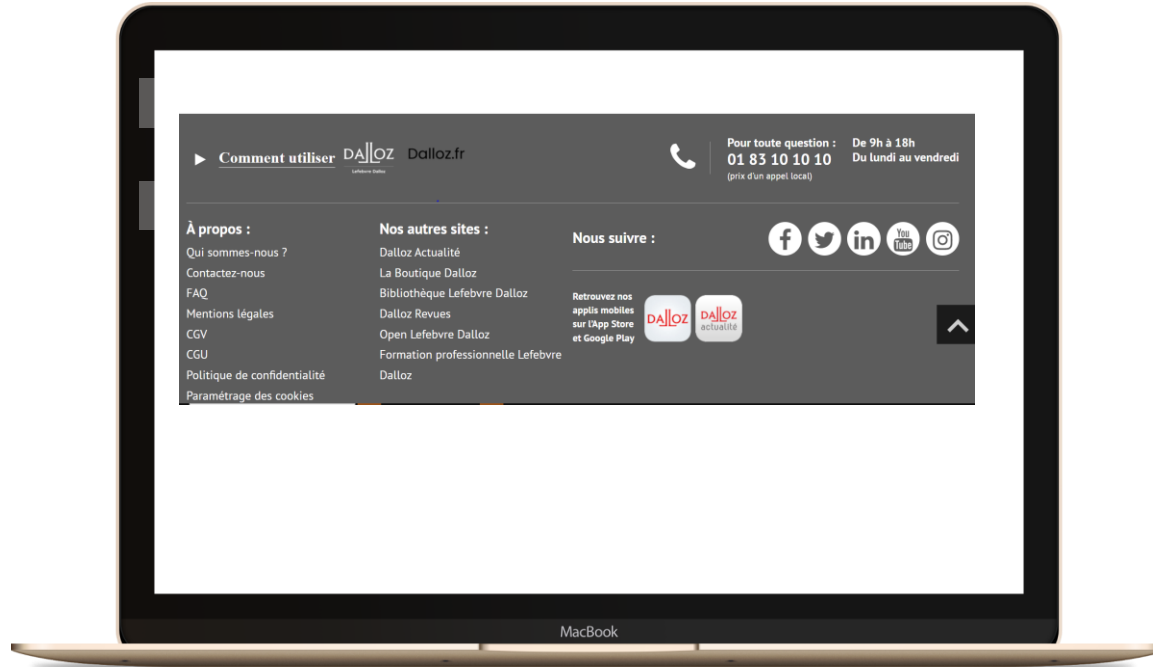 Comment utiliser DALLOZ Dalloz.fr
Lefebvre Dalloz
Pour toute question :
01 83 10 10 10
(prix d'un appel local)
De 9h à 18h
Du lundi au vendredi
À propos :
Qui sommes-nous ?
Contactez-nous
FAQ
Mentions légales
CGV
CGU
Politique de confidentialité
Paramétrage des cookies
Nos autres sites :
Dalloz Actualité
La Boutique Dalloz
Bibliothèque Lefebvre Dalloz
Dalloz Revues
Open Lefebvre Dalloz
Formation professionnelle Lefebvre
Dalloz
Nous suivre :
You
Tube
Retrouvez nos
applis mobiles
sur l'App Store
et Google Play
DALLOZ
DALLOZ
actualité
MacBook